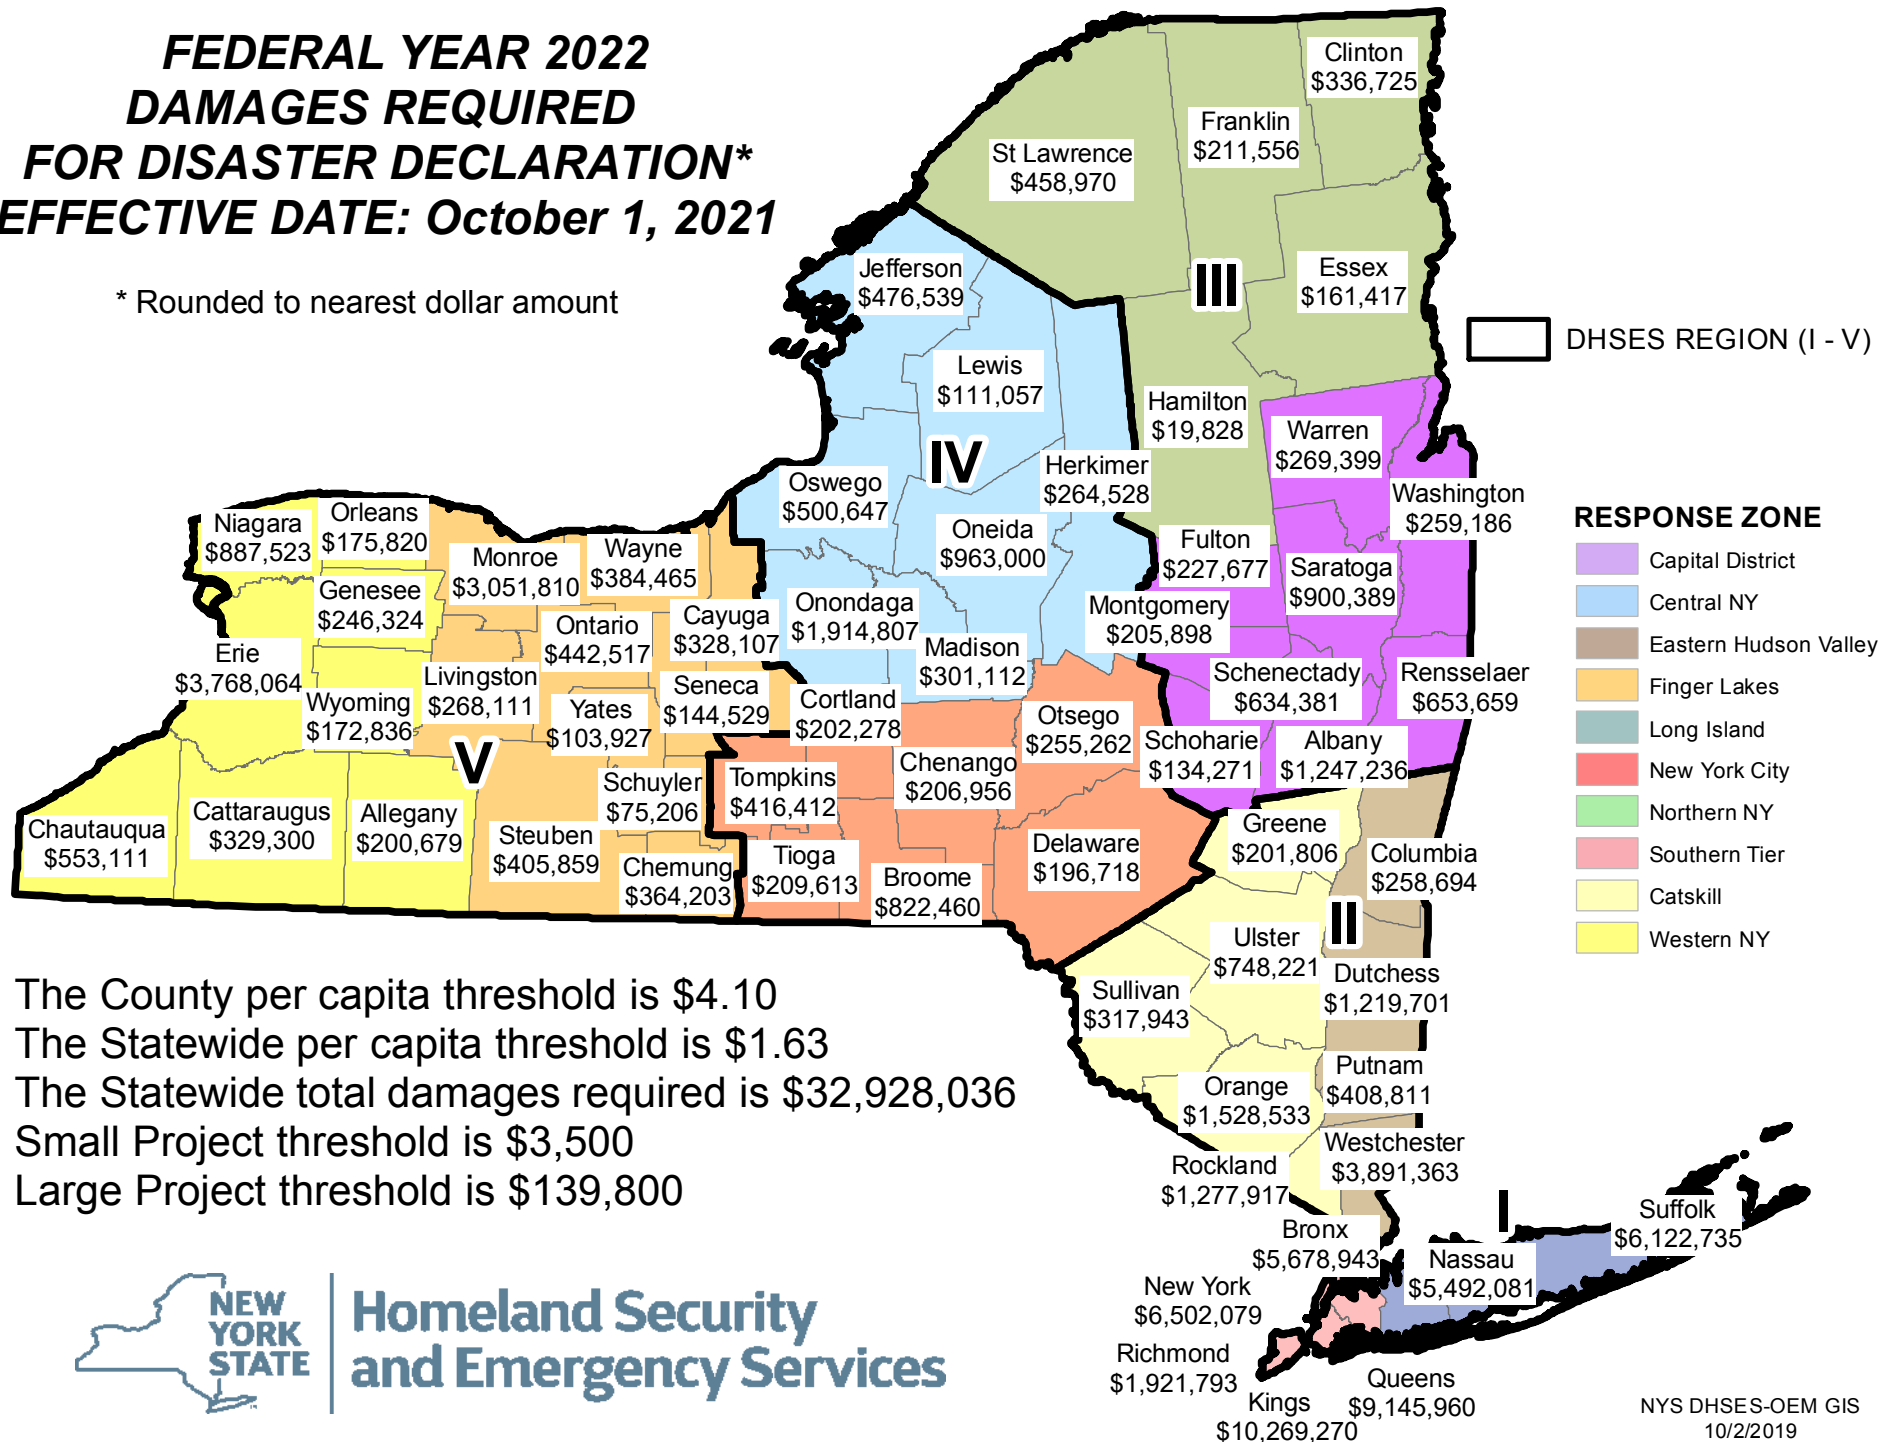 FEDERAL YEAR 2022
DAMAGES REQUIRED
FOR DISASTER DECLARATION*
EFFECTIVE DATE: October 1, 2021
* Rounded to nearest dollar amount
Clinton
$336,725
Franklin
$211,556
St Lawrence
$458,970
Essex
$161,417
III
Jefferson
$476,539
Lewis
$111,057
Hamilton
$19,828
Warren
$269,399
IV
Herkimer
$264,528
Washington
$259,186
Oswego
$500,647
Oneida
$963,000
Niagara
$887,523
Orleans
$175,820
Monroe
$3,051,810
Wayne
$384,465
Fulton
$227,677
Saratoga
$900,389
Genesee
$246,324
Ontario
$442,517
Cayuga
$328,107
Onondaga
$1,914,807
Madison
$301,112
Montgomery
$205,898
Erie
$3,768,064
Wyoming
$172,836
Livingston
$268,111
Yates
$103,927
Seneca
$144,529
Cortland
$202,278
Otsego
$255,262
Schenectady
$634,381
Rensselaer
$653,659
V
Schoharie
$134,271
Albany
$1,247,236
Chenango
$206,956
Schuyler
$75,206
Tompkins
$416,412
Chautauqua
$553,111
Cattaraugus
$329,300
Allegany
$200,679
Steuben
$405,859
Chemung
$364,203
Tioga
$209,613
Broome
$822,460
Delaware
$196,718
Greene
$201,806
Columbia
$258,694
II
Ulster
$748,221
Dutchess
$1,219,701
Sullivan
$317,943
Orange
$1,528,533
Putnam
$408,811
Rockland
$1,277,917
Westchester
$3,891,363
I
Suffolk
$6,122,735
Bronx
$5,678,943
Nassau
$5,492,081
New York
$6,502,079
Richmond
$1,921,793
Kings
$10,269,270
Queens
$9,145,960
DHSES REGION (I - V)
RESPONSE ZONE
Capital District
Central NY
Eastern Hudson Valley
Finger Lakes
Long Island
New York City
Northern NY
Southern Tier
Catskill
Western NY
The County per capita threshold is $4.10
The Statewide per capita threshold is $1.63
The Statewide total damages required is $32,928,036
Small Project threshold is $3,500
Large Project threshold is $139,800
NEW
YORK
STATE
Homeland Security
and Emergency Services
NYS DHSES-OEM GIS
10/2/2019